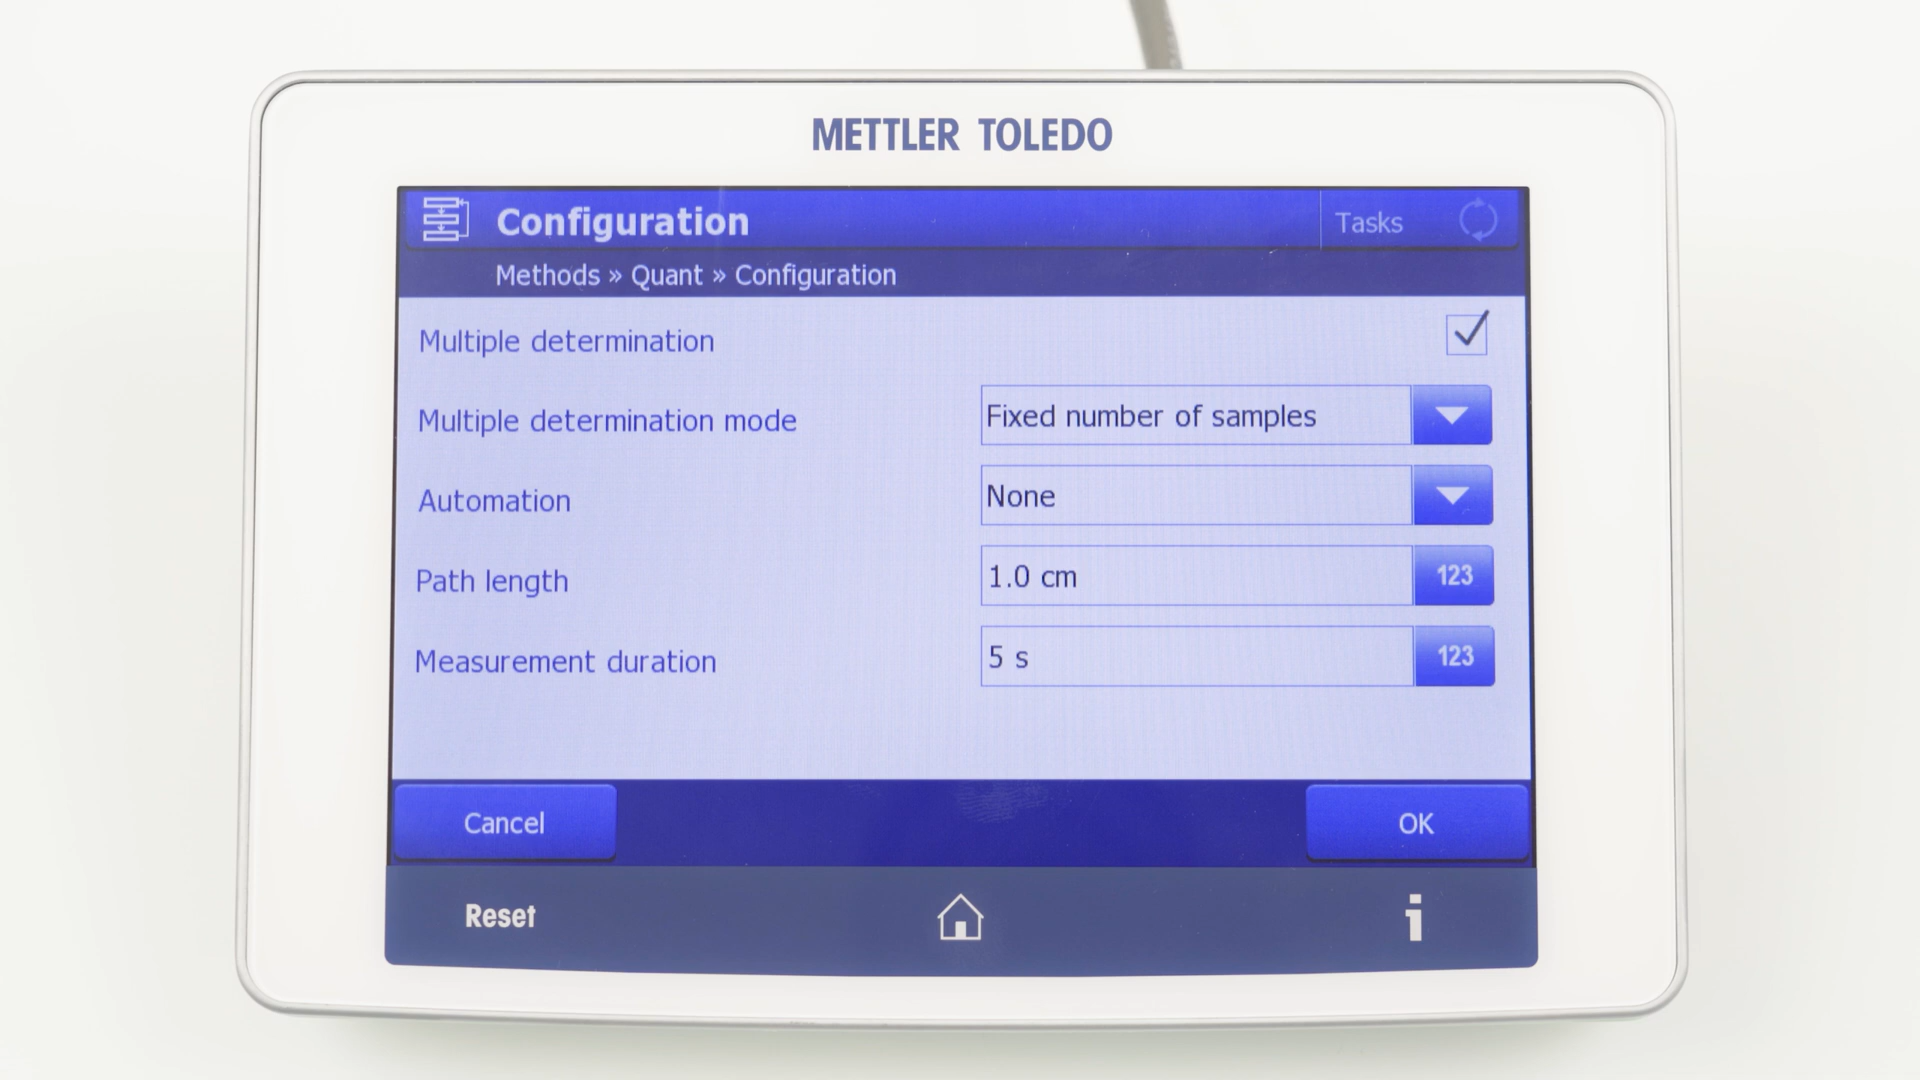 METTLER TOLEDO
Configuration
Tasks
Methods » Quant » Configuration
Multiple determination
Multiple determination mode
Fixed number of samples
Automation
None
Path length
1.0 cm
123
Measurement duration
5 s
123
Cancel
OK
Reset